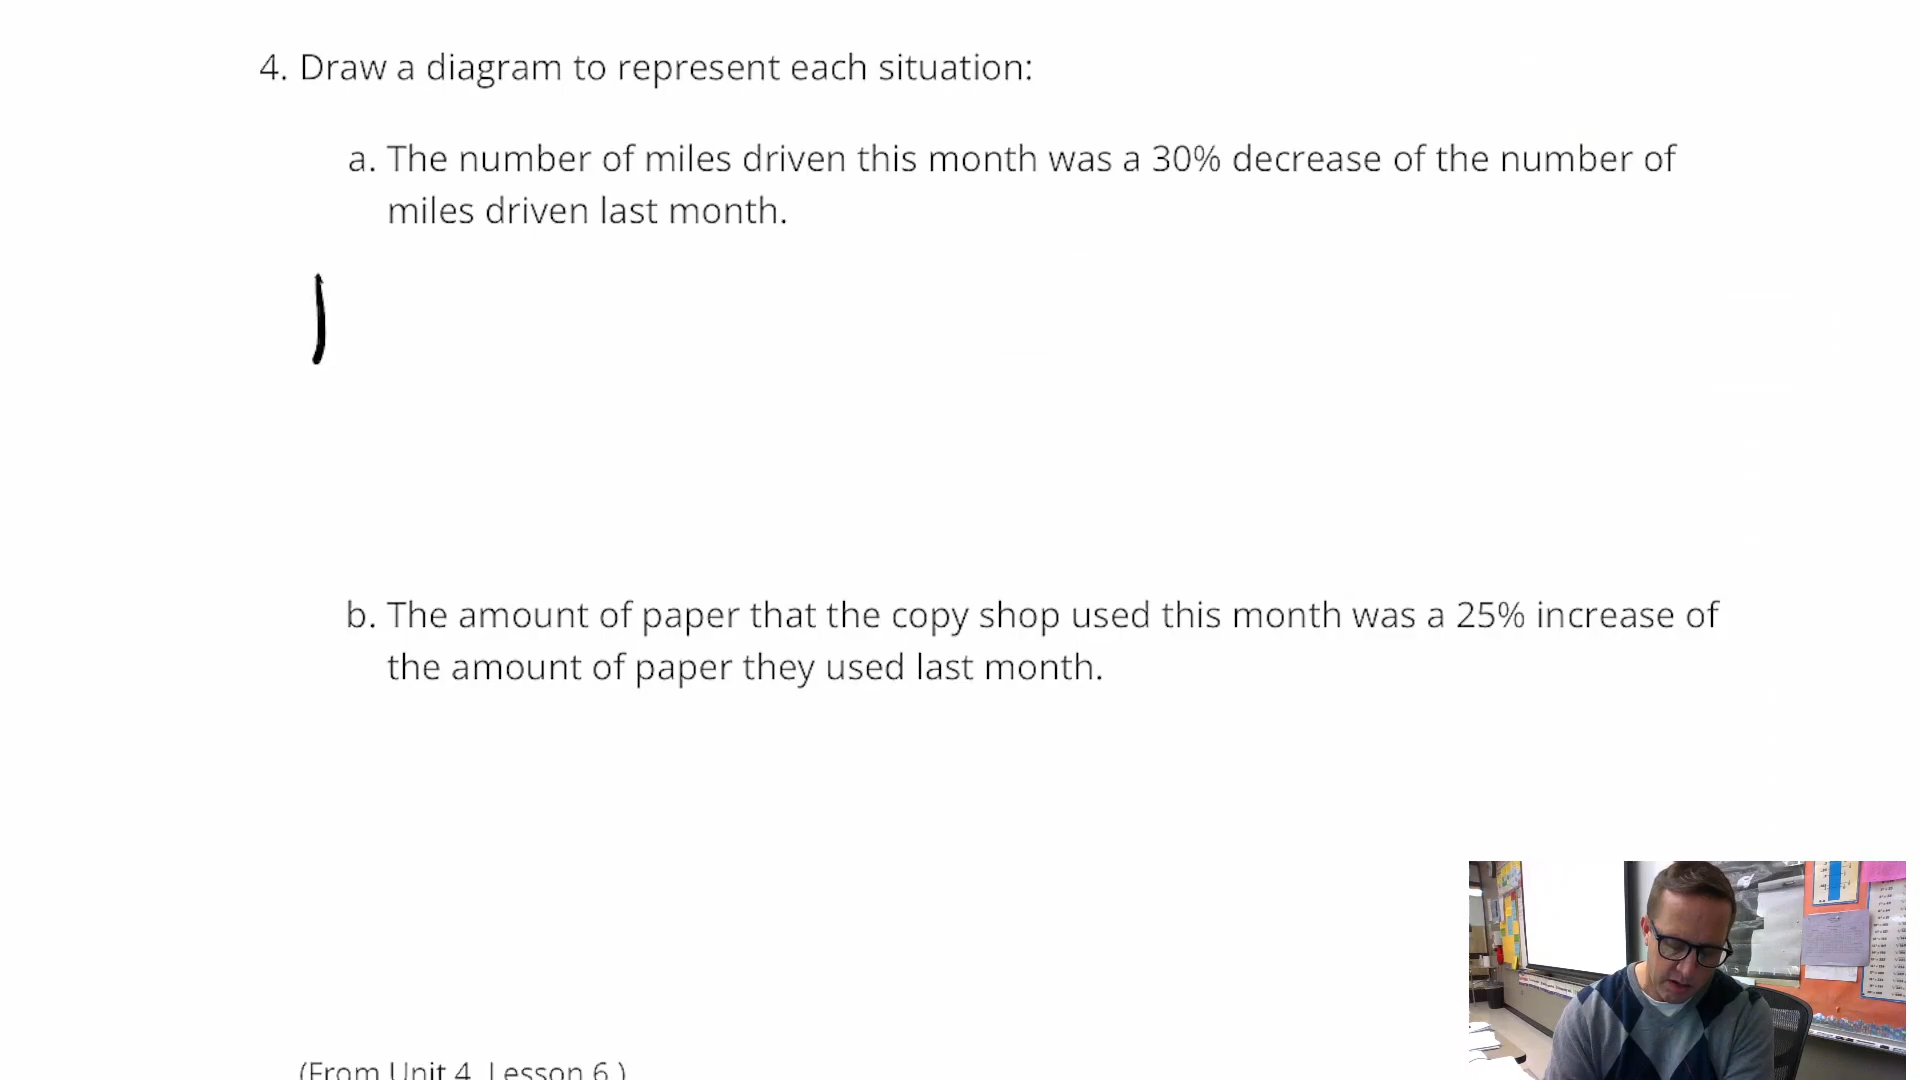 4. Draw a diagram to represent each situation:
a. The number of miles driven this month was a 30% decrease of the number of
miles driven last month.
b. The amount of paper that the copy shop used this month was a 25% increase of
the amount of paper they used last month.
(From Unit 4, Lesson 6.)